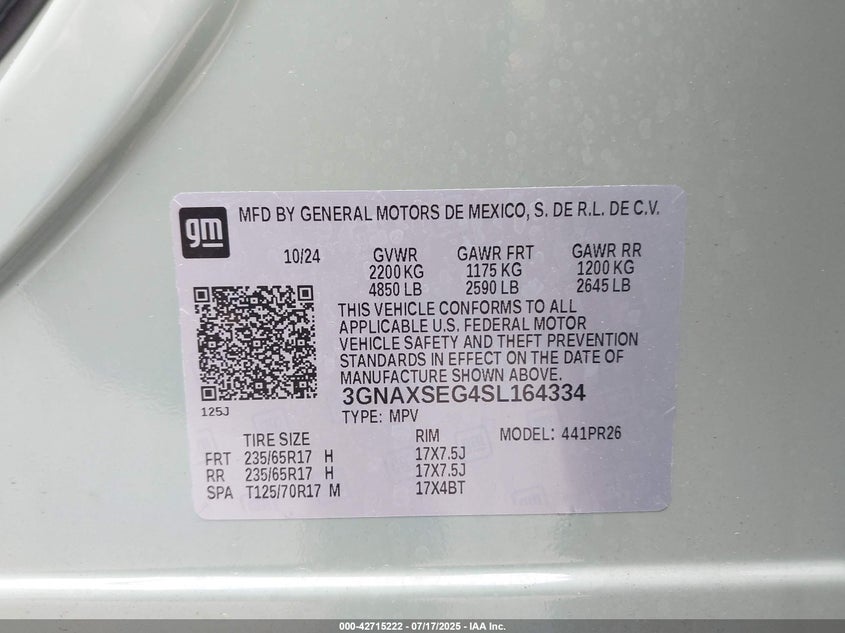 gm
MFD BY GENERAL MOTORS DE MEXICO, S. DE R.L. DE C.V.
10/24 GVWR GAWR FRT GAWR RR
2200 KG 1175 KG 1200 KG
4850 LB 2590 LB 2645 LB
THIS VEHICLE CONFORMS TO ALL
APPLICABLE U.S. FEDERAL MOTOR
VEHICLE SAFETY AND THEFT PREVENTION
STANDARDS IN EFFECT ON THE DATE OF
MANUFACTURE SHOWN ABOVE.
3GNAXSEG4SL164334
125J
TYPE: MPV
TIRE SIZE RIM MODEL: 441PR26
FRT 235/65R17 H 17X7.5J
RR 235/65R17 H 17X7.5J
SPA T125/70R17 M 17X4BT
000-42715222 - 07/17/2025 - IAA Inc.